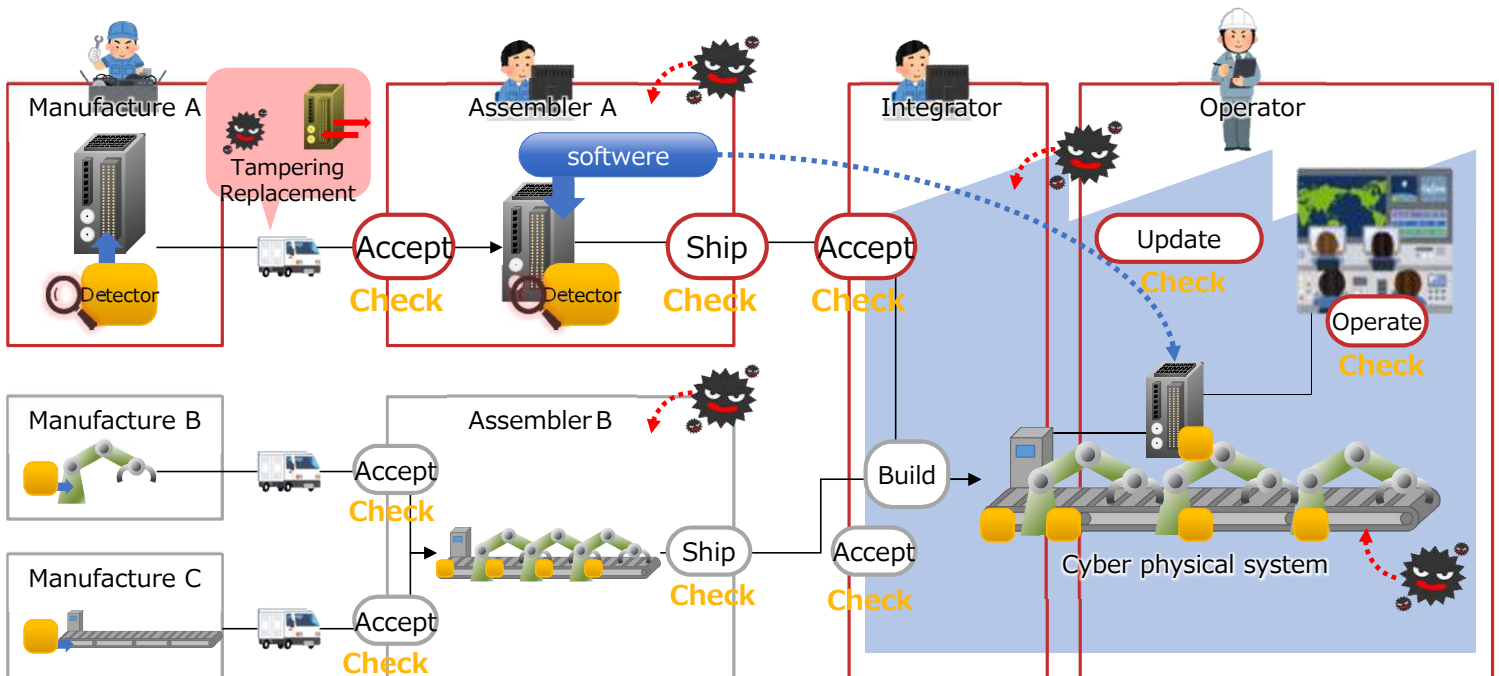 Manufacture A
Tampering
Replacement
Assembler A
Integrator
Operator
softwere
Detector
Accept
Check
Detector
Ship
Check
Accept
Check
Update
Check
Operate
Check
Manufacture B
Accept
Check
Assembler B
Build
Manufacture C
Accept
Check
Ship
Check
Accept
Check
Cyber physical system